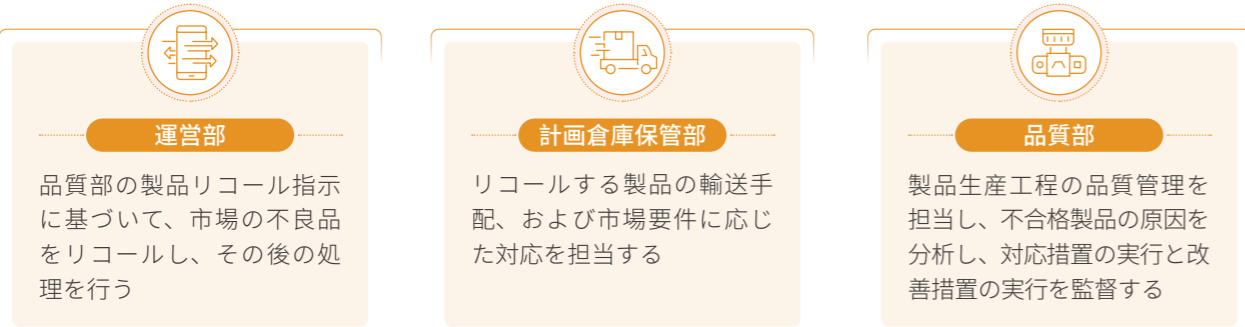 運営部
品質部の製品リコール指示
に基づいて、市場の不良品
をリコールし、その後の処
理を行う
計画倉庫保管部
リコールする製品の輸送手
配、および市場要件に応じ
た対応を担当する
品質部
製品生産工程の品質管理を
担当し、不合格製品の原因を
分析し、対応措置の実行と改
善措置の実行を監督する